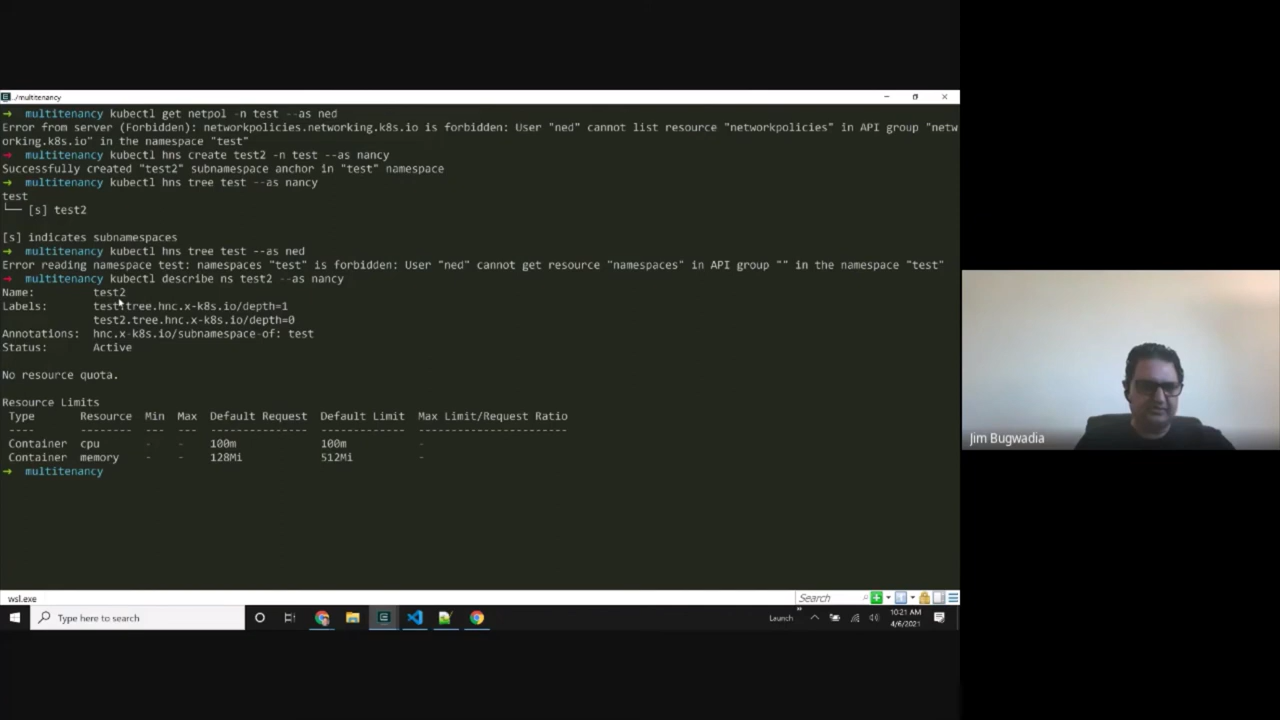 ./multitenancy
➜ multitenancy kubectl get netpol -n test --as ned
Error from server (Forbidden): networkpolicies.networking.k8s.io is forbidden: User "ned" cannot list resource "networkpolicies" in API group "netw
orking.k8s.io" in the namespace "test"
➜ multitenancy kubectl hns create test2 -n test --as nancy
Successfully created "test2" subnamespace anchor in "test" namespace
➜ multitenancy kubectl hns tree test --as nancy
test
└── [s] test2
[s] indicates subnamespaces
➜ multitenancy kubectl hns tree test --as ned
Error reading namespace test: namespaces "test" is forbidden: User "ned" cannot get resource "namespaces" in API group "" in the namespace "test"
➜ multitenancy kubectl describe ns test2 --as nancy
Name: test2
Labels: test.tree.hnc.x-k8s.io/depth=1
test2.tree.hnc.x-k8s.io/depth=0
Annotations: hnc.x-k8s.io/subnamespace-of: test
Status: Active
No resource quota.
Resource Limits
Type Resource Min Max Default Request Default Limit Max Limit/Request Ratio
---- -------- --- --- --------------- ------------- -----------------------
Container cpu - - 100m 100m -
Container memory - - 128Mi 512Mi -
➜ multitenancy
Jim Bugwadia
wsl.exe
Search
Type here to search
Launch
10:21 AM
4/6/2021